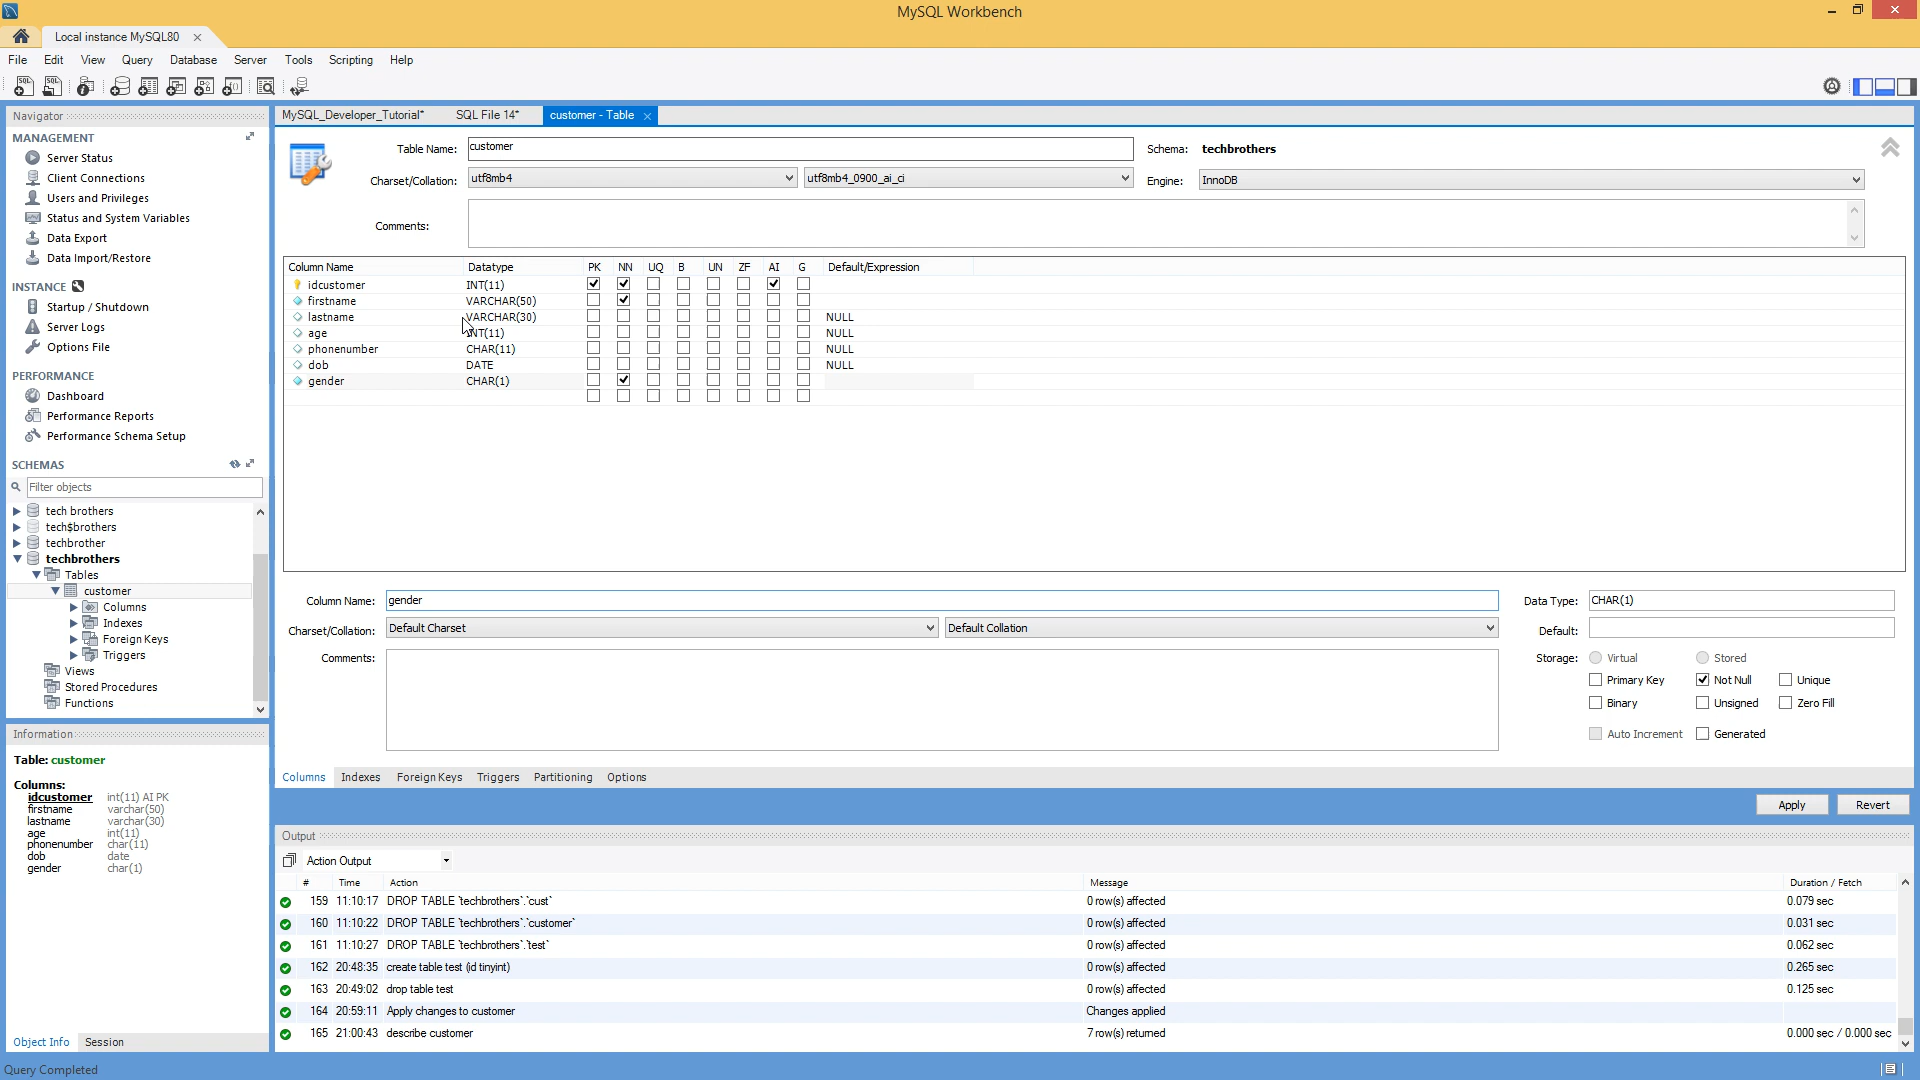 MySQL Workbench
Local instance MySQL80
File Edit View Query Database Server Tools Scripting Help
Navigator
MANAGEMENT
Server Status
Client Connections
Users and Privileges
Status and System Variables
Data Export
Data Import/Restore
INSTANCE
Startup / Shutdown
Server Logs
Options File
PERFORMANCE
Dashboard
Performance Reports
Performance Schema Setup
SCHEMAS
Filter objects
tech brothers
tech$brothers
techbrother
techbrothers
Tables
customer
Columns
Indexes
Foreign Keys
Triggers
Views
Stored Procedures
Functions
Information
Table: customer
Columns:
idcustomer int(11) AI PK
firstname varchar(50)
lastname varchar(30)
age int(11)
phonenumber char(11)
dob date
gender char(1)
Object Info Session
MySQL_Developer_Tutorial* SQL File 14* customer - Table
Table Name: customer Schema: techbrothers
Charset/Collation: utf8mb4 utf8mb4_0900_ai_ci Engine: InnoDB
Comments:
Column Name Datatype PK NN UQ B UN ZF AI G Default/Expression
idcustomer INT(11)
firstname VARCHAR(50)
lastname VARCHAR(30) NULL
age INT(11) NULL
phonenumber CHAR(11) NULL
dob DATE NULL
gender CHAR(1)
Column Name: gender Data Type: CHAR(1)
Charset/Collation: Default Charset Default Collation Default:
Comments: Storage: Virtual Stored
Primary Key Not Null Unique
Binary Unsigned Zero Fill
Auto Increment Generated
Columns Indexes Foreign Keys Triggers Partitioning Options
Apply Revert
Output
Action Output
# Time Action Message Duration / Fetch
159 11:10:17 DROP TABLE `techbrothers`.`cust` 0 row(s) affected 0.079 sec
160 11:10:22 DROP TABLE `techbrothers`.`customer` 0 row(s) affected 0.031 sec
161 11:10:27 DROP TABLE `techbrothers`.`test` 0 row(s) affected 0.062 sec
162 20:48:35 create table test (id tinyint) 0 row(s) affected 0.265 sec
163 20:49:02 drop table test 0 row(s) affected 0.125 sec
164 20:59:11 Apply changes to customer Changes applied
165 21:00:43 describe customer 7 row(s) returned 0.000 sec / 0.000 sec
Query Completed